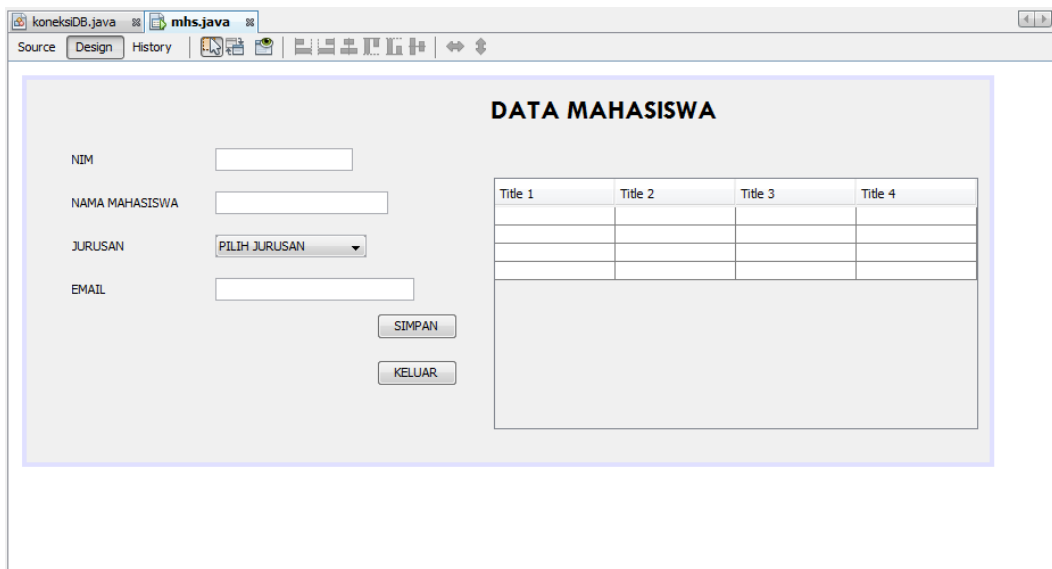 koneksiDB.java mhs.java
Source Design History
DATA MAHASISWA
NIM
NAMA MAHASISWA
JURUSAN PILIH JURUSAN
EMAIL
SIMPAN
KELUAR
Title 1 Title 2 Title 3 Title 4